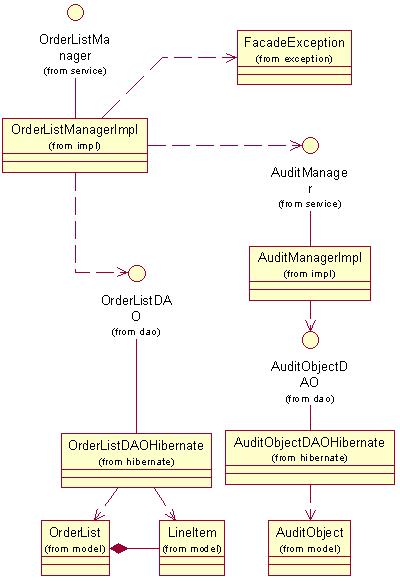 OrderListMa
nager
(from service)
FacadeException
(from exception)
OrderListManagerImpl
(from impl)
AuditManage
r
(from service)
AuditManagerImpl
(from impl)
OrderListDA
O
(from dao)
AuditObjectD
AO
(from dao)
OrderListDAOHibernate
(from hibernate)
AuditObjectDAOHibernate
(from hibernate)
OrderList
(from model)
LineItem
(from model)
AuditObject
(from model)